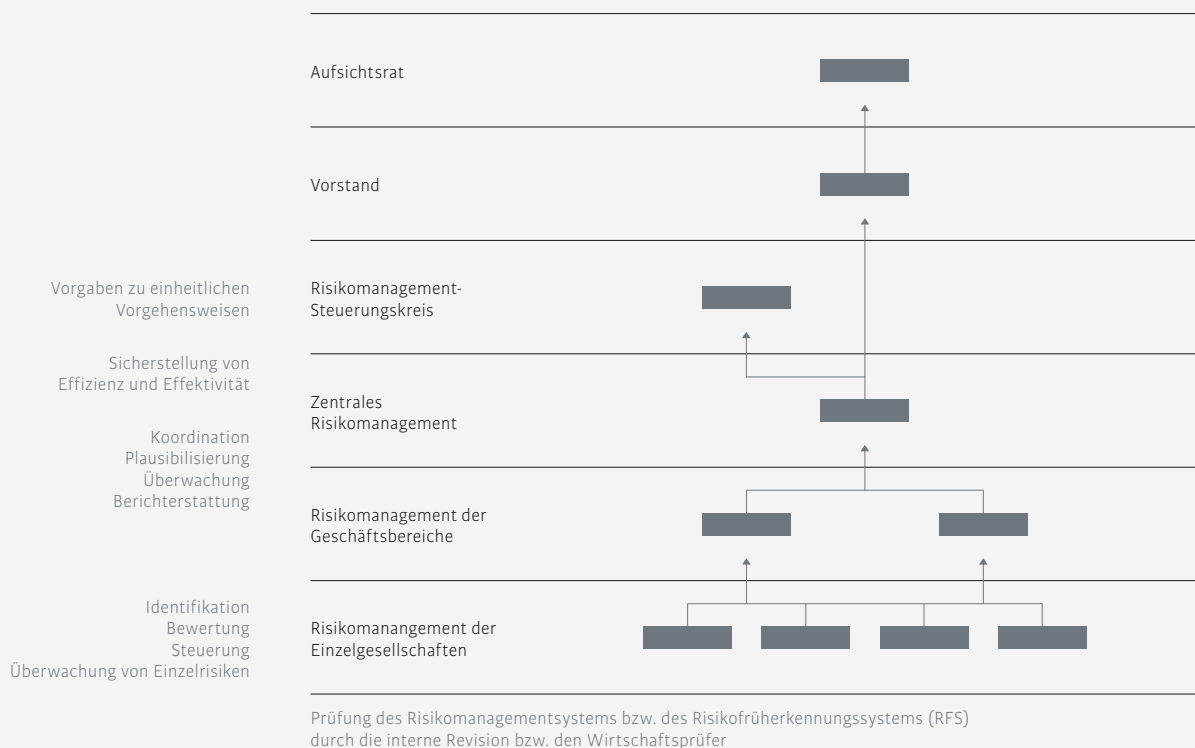 Aufsichtsrat
Vorstand
Vorgaben zu einheitlichen
Vorgehensweisen
Risikomanagement-
Steuerungskreis
Sicherstellung von
Effizienz und Effektivität
Zentrales
Risikomanagement
Koordination
Plausibilisierung
Überwachung
Berichterstattung
Risikomanagement der
Geschäftsbereiche
Identifikation
Bewertung
Steuerung
Überwachung von Einzelrisiken
Risikomanangement der
Einzelgesellschaften
Prüfung des Risikomanagementsystems bzw. des Risikofrüherkennungssystems (RFS)
durch die interne Revision bzw. den Wirtschaftsprüfer